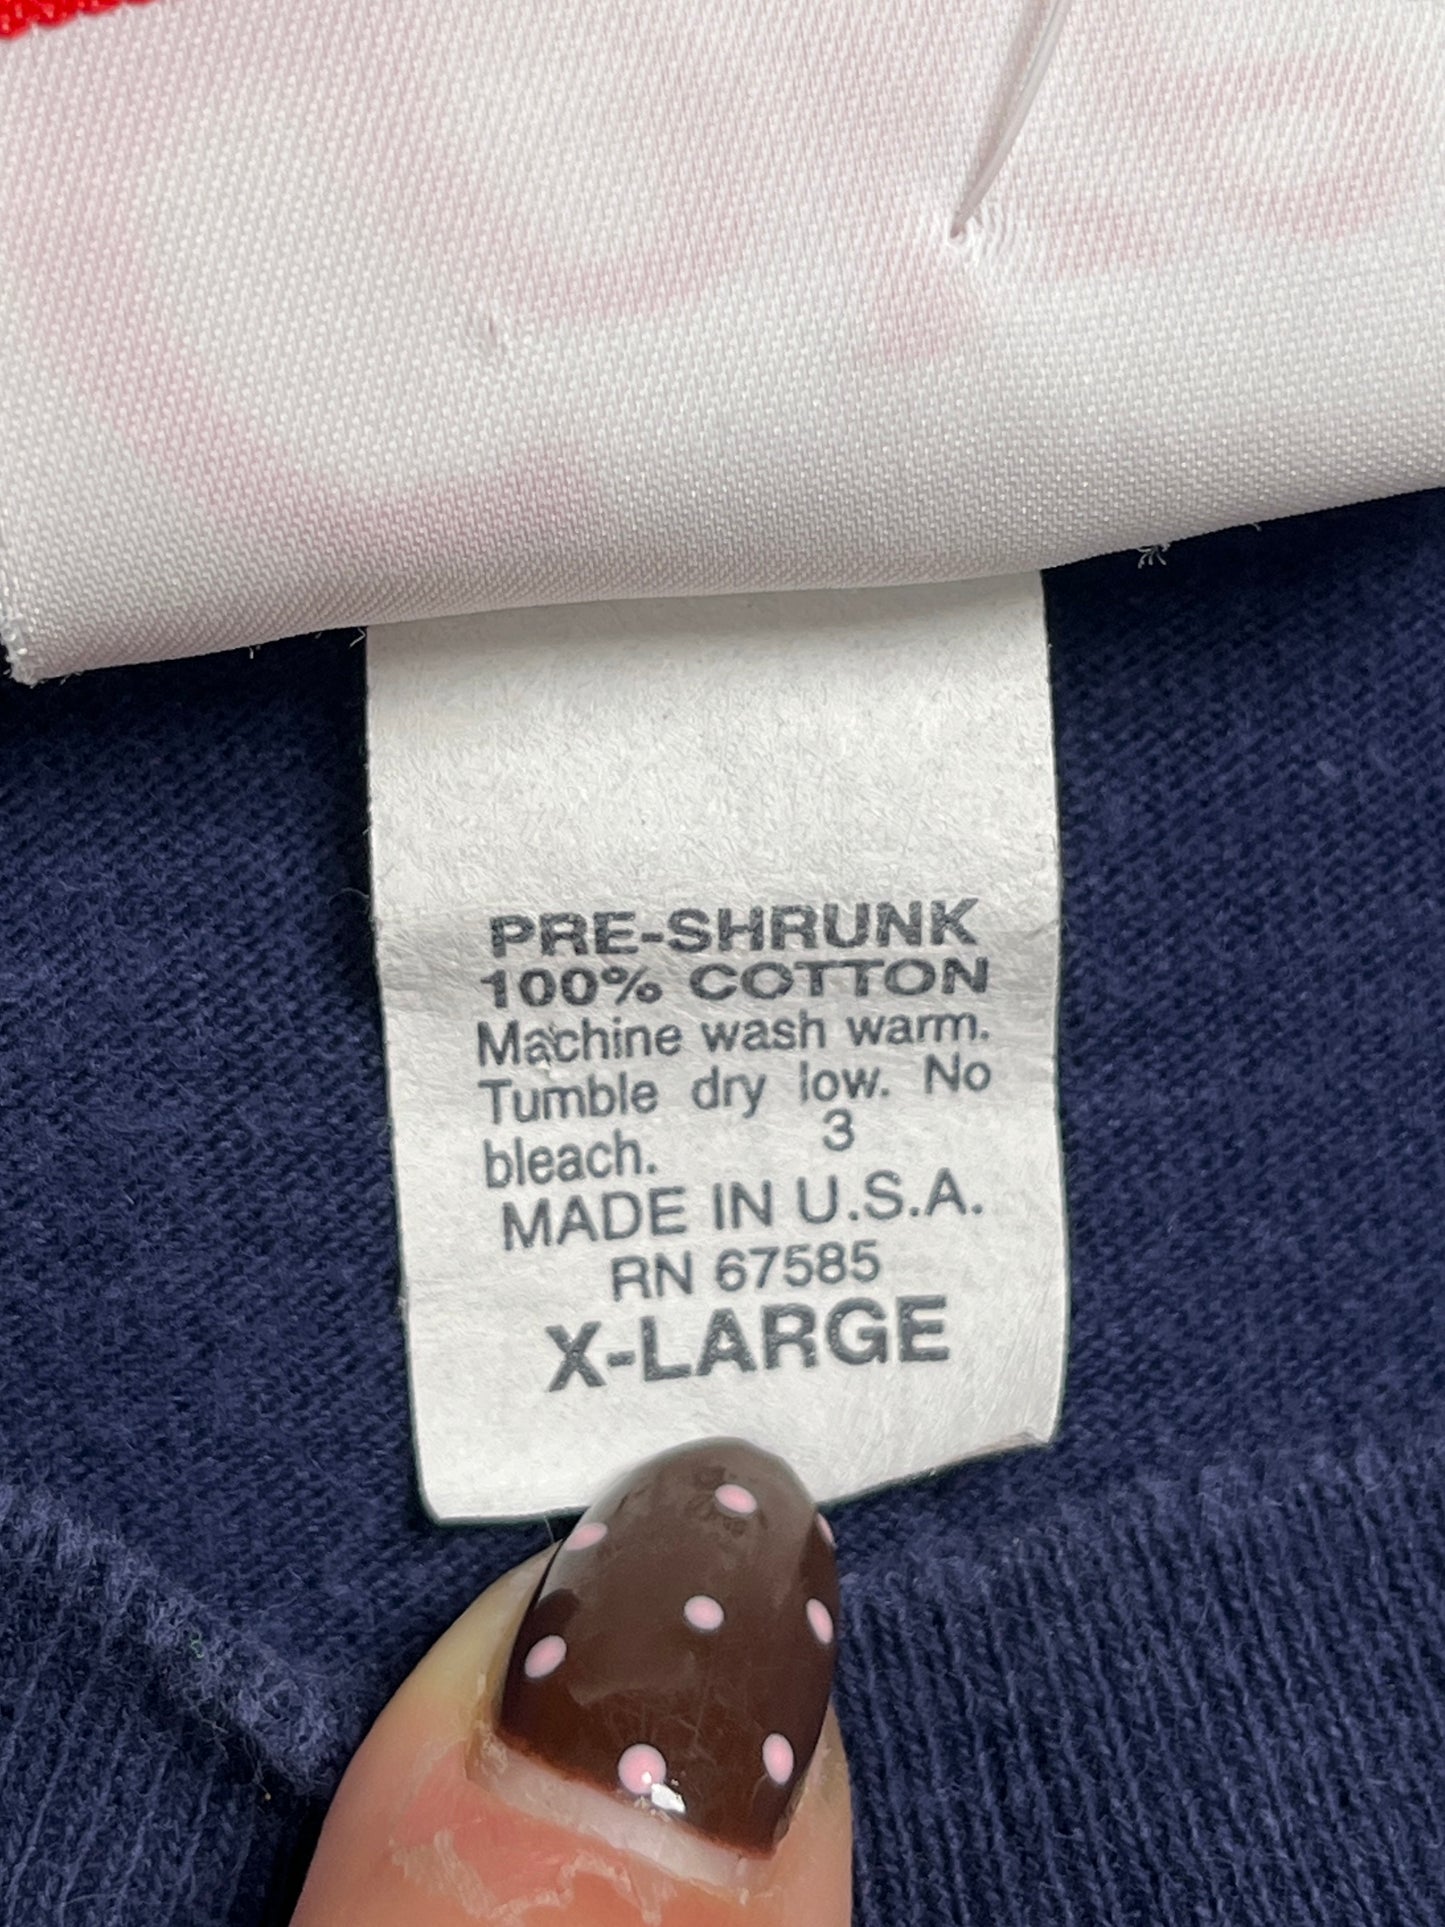 PRE-SHRUNK
100% COTTON
Machine wash warm.
Tumble dry low. No
bleach. 3
MADE IN U.S.A.
RN 67585
X-LARGE